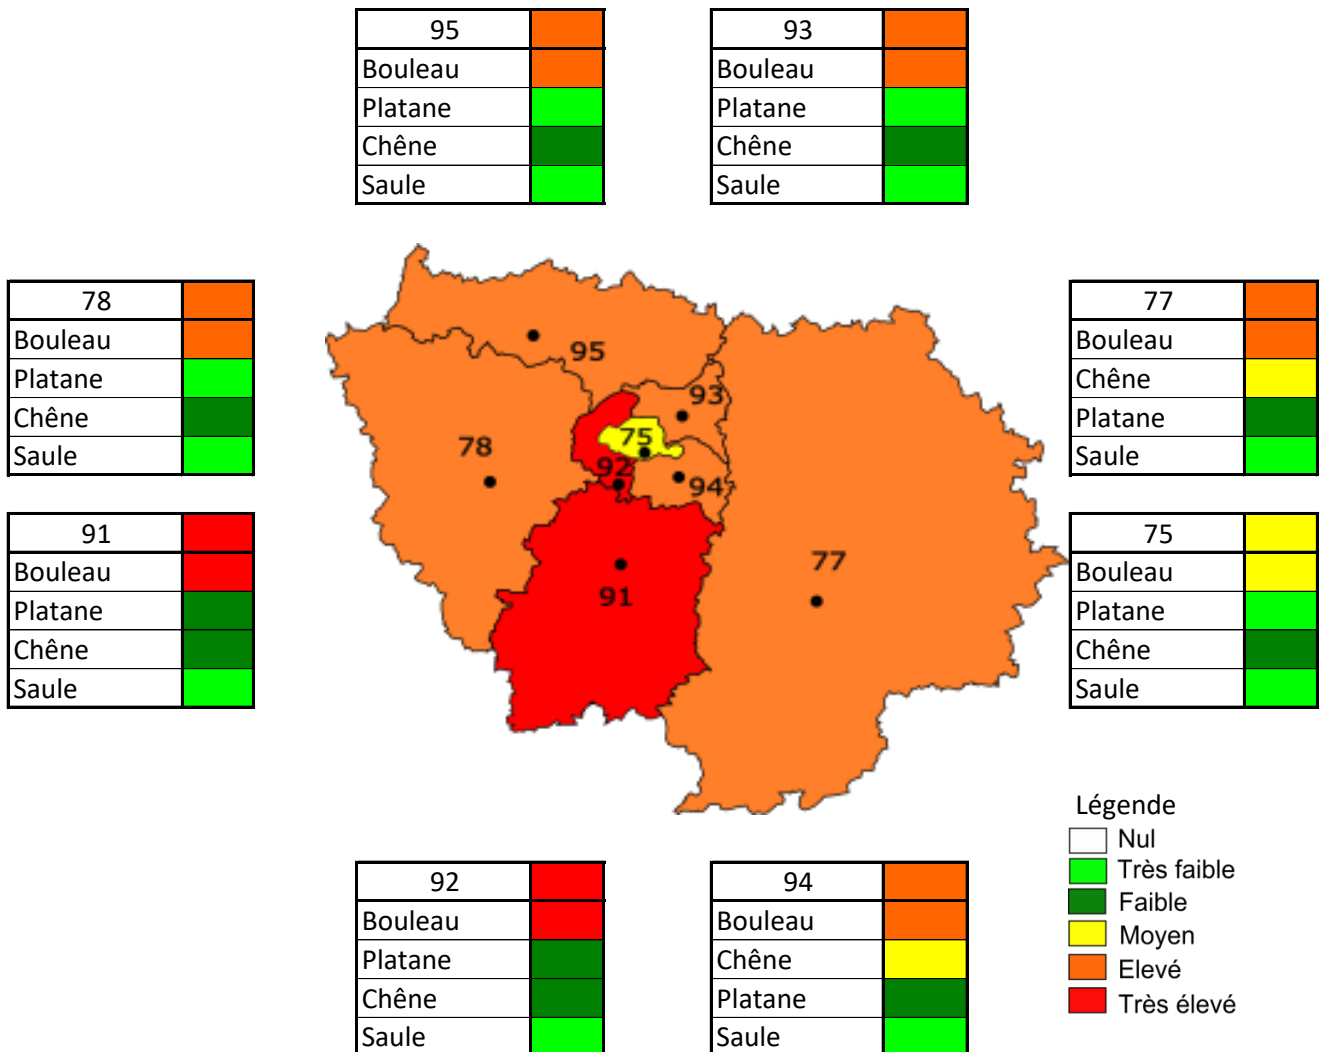 95
Bouleau
Platane
Chêne
Saule
93
Bouleau
Platane
Chêne
Saule
78
Bouleau
Platane
Chêne
Saule
77
Bouleau
Chêne
Platane
Saule
91
Bouleau
Platane
Chêne
Saule
75
Bouleau
Platane
Chêne
Saule
95
93
75
78
92
94
77
91
92
Bouleau
Platane
Chêne
Saule
94
Bouleau
Chêne
Platane
Saule
Légende
Nul
Très faible
Faible
Moyen
Elevé
Très élevé